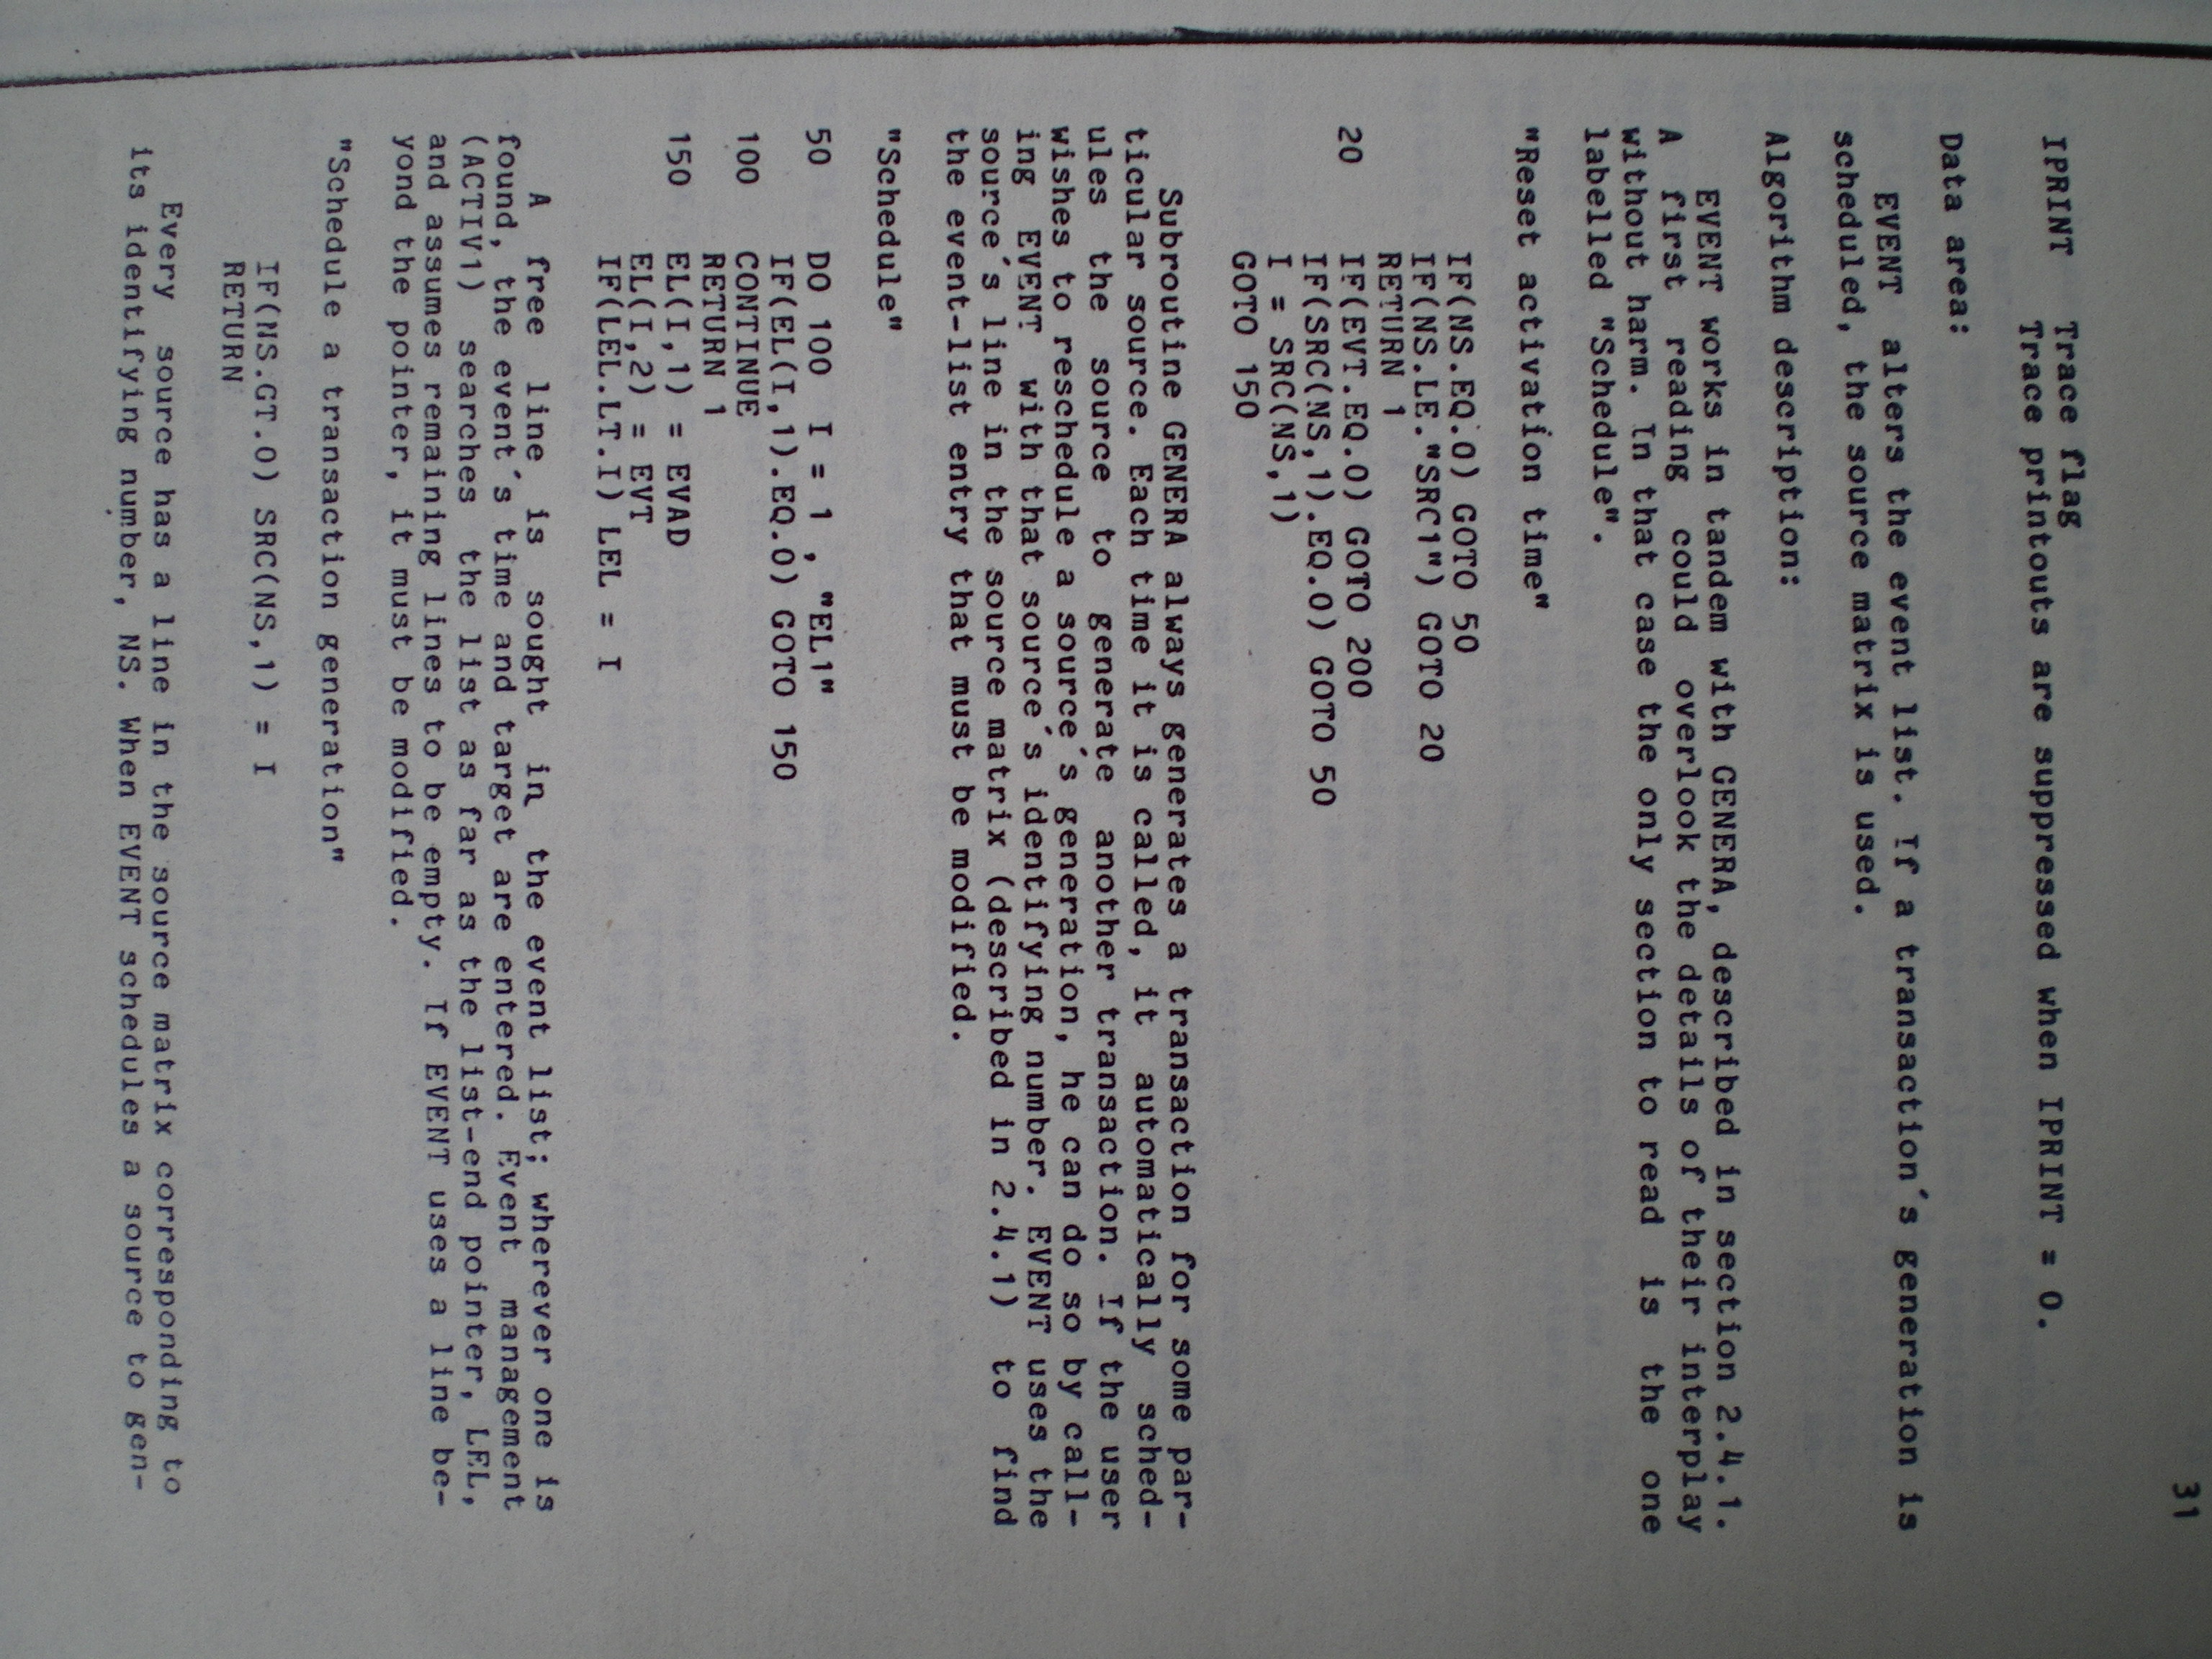 31
IPRINT Trace flag
Trace printouts are suppressed when IPRINT = 0.
Data area:
EVENT alters the event list. If a transaction's generation is
scheduled, the source matrix is used.
Algorithm description:
EVENT works in tandem with GENERA, described in section 2.4.1.
A first reading could overlook the details of their interplay
without harm. In that case the only section to read is the one
labelled "Schedule".
"Reset activation time"
IF(NS.EQ.0) GOTO 50
IF(NS.LE."SRC1") GOTO 20
RETURN 1
20 IF(EVT.EQ.0) GOTO 200
IF(SRC(NS,1).EQ.0) GOTO 50
I = SRC(NS,1)
GOTO 150
Subroutine GENERA always generates a transaction for some par-
ticular source. Each time it is called, it automatically sched-
ules the source to generate another transaction. If the user
wishes to reschedule a source's generation, he can do so by call-
ing EVENT with that source's identifying number. EVENT uses the
source's line in the source matrix (described in 2.4.1) to find
the event-list entry that must be modified.
"Schedule"
50 DO 100 I = 1 , "EL1"
IF(EL(I,1).EQ.0) GOTO 150
100 CONTINUE
RETURN 1
150 EL(I,1) = EVAD
EL(I,2) = EVT
IF(LEL.LT.I) LEL = I
A free line is sought in the event list; wherever one is
found, the event's time and target are entered. Event management
(ACTIV1) searches the list as far as the list-end pointer, LEL,
and assumes remaining lines to be empty. If EVENT uses a line be-
yond the pointer, it must be modified.
"Schedule a transaction generation"
IF(NS.GT.0) SRC(NS,1) = I
RETURN
Every source has a line in the source matrix corresponding to
its identifying number, NS. When EVENT schedules a source to gen-